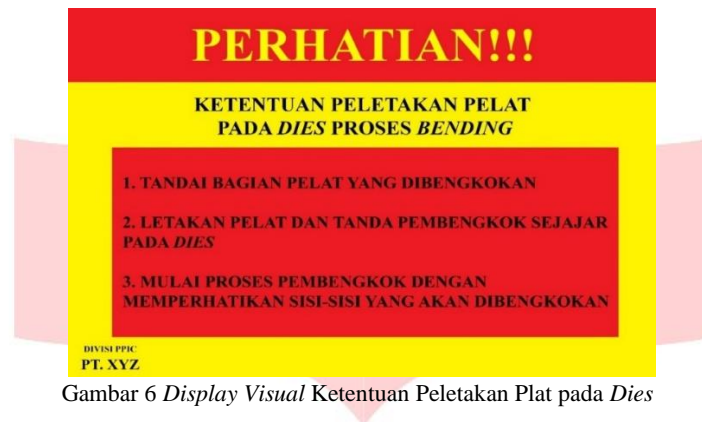 PERHATIAN!!!
KETENTUAN PELETAKAN PELAT
PADA DIES PROSES BENDING
1. TANDAI BAGIAN PELAT YANG DIBENGKOKAN
2. LETAKAN PELAT DAN TANDA PEMBENGKOK SEJAJAR
PADA DIES
3. MULAI PROSES PEMBENGKOK DENGAN
MEMPERHATIKAN SISI-SISI YANG AKAN DIBENGKOKAN
DIVISI PPIC
PT. XYZ
Gambar 6 Display Visual Ketentuan Peletakan Plat pada Dies